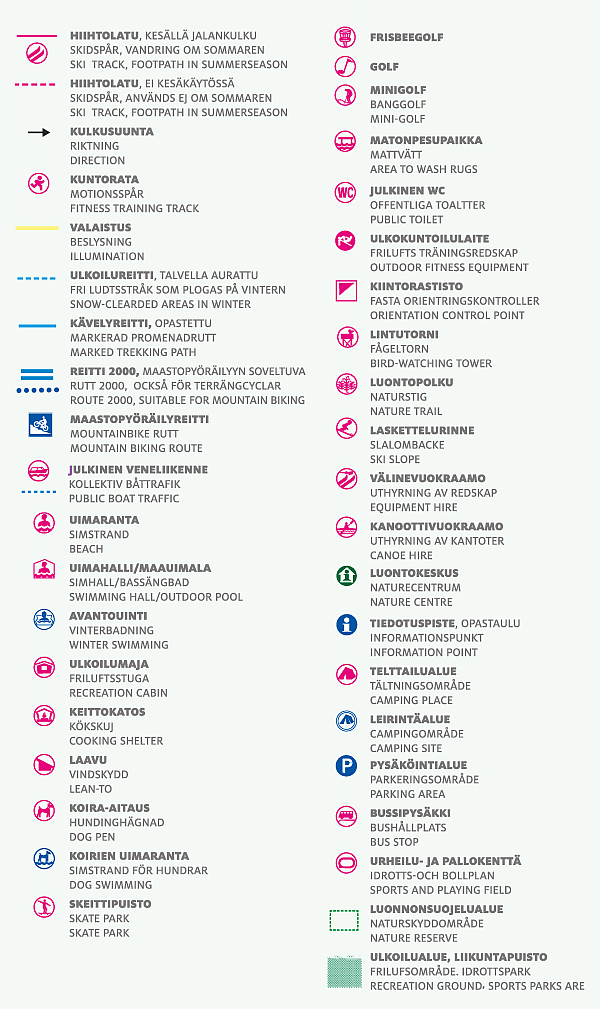 HIIHTOLATU, KESÄLLÄ JALANKULKU
SKIDSPÅR, VANDRING OM SOMMAREN
SKI TRACK, FOOTPATH IN SUMMERSEASON
HIIHTOLATU, EI KESÄKÄYTÖSSÄ
SKIDSPÅR, ANVÄNDS EJ OM SOMMAREN
SKI TRACK, FOOTPATH IN SUMMERSEASON
KULKUSUUNTA
RIKTNING
DIRECTION
KUNTORATA
MOTIONSSPÅR
FITNESS TRAINING TRACK
VALAISTUS
BESLYSNING
ILLUMINATION
ULKOILUREITTI, TALVELLA AURATTU
FRI LUDTSSTRÅK SOM PLOGAS PÅ VINTERN
SNOW-CLEARDED AREAS IN WINTER
KÄVELYREITTI, OPASTETTU
MARKERAD PROMENADRUTT
MARKED TREKKING PATH
REITTI 2000, MAASTOPYÖRÄILYYN SOVELTUVA
RUTT 2000, OCKSÅ FÖR TERRÄNGCYCLAR
ROUTE 2000, SUITABLE FOR MOUNTAIN BIKING
MAASTOPYÖRÄILYREITTI
MOUNTAINBIKE RUTT
MOUNTAIN BIKING ROUTE
JULKINEN VENELIIKENNE
KOLLEKTIV BÅTTRAFIK
PUBLIC BOAT TRAFFIC
UIMARANTA
SIMSTRAND
BEACH
UIMAHALLI/MAAUIMALA
SIMHALL/BASSÄNGBAD
SWIMMING HALL/OUTDOOR POOL
AVANTOUINTI
VINTERBADNING
WINTER SWIMMING
ULKOILUMAJA
FRILUFTSSTUGA
RECREATION CABIN
KEITTOKATOS
KÖKSKUJ
COOKING SHELTER
LAAVU
VINDSKYDD
LEAN-TO
KOIRA-AITAUS
HUNDINGHÄGNAD
DOG PEN
KOIRIEN UIMARANTA
SIMSTRAND FÖR HUNDRAR
DOG SWIMMING
SKEITTIPUISTO
SKATE PARK
SKATE PARK
FRISBEEGOLF
GOLF
MINIGOLF
BANGGOLF
MINI-GOLF
MATONPESUPAIKKA
MATTVÄTT
AREA TO WASH RUGS
WC
JULKINEN WC
OFFENTLIGA TOALTTER
PUBLIC TOILET
ULKOKUNTOILULAITE
FRILUFTS TRÄNINGSREDSKAP
OUTDOOR FITNESS EQUIPMENT
KIINTORASTISTO
FASTA ORIENTRINGSKONTROLLER
ORIENTATION CONTROL POINT
LINTUTORNI
FÅGELTORN
BIRD-WATCHING TOWER
LUONTOPOLKU
NATURSTIG
NATURE TRAIL
LASKETTELURINNE
SLALOMBACKE
SKI SLOPE
VÄLINEVUOKRAAMO
UTHYRNING AV REDSKAP
EQUIPMENT HIRE
KANOOTTIVUOKRAAMO
UTHYRNING AV KANTOTER
CANOE HIRE
i
LUONTOKESKUS
NATURECENTRUM
NATURE CENTRE
i
TIEDOTUSPISTE, OPASTAULU
INFORMATIONSPUNKT
INFORMATION POINT
TELTTAILUALUE
TÄLTNINGSOMRÅDE
CAMPING PLACE
LEIRINTÄALUE
CAMPINGOMRÅDE
CAMPING SITE
P
PYSÄKÖINTIALUE
PARKERINGSOMRÅDE
PARKING AREA
BUSSIPYSÄKKI
BUSHÅLLPLATS
BUS STOP
URHEILU- JA PALLOKENTTÄ
IDROTTS-OCH BOLLPLAN
SPORTS AND PLAYING FIELD
LUONNONSUOJELUALUE
NATURSKYDDOMRÅDE
NATURE RESERVE
ULKOILUALUE, LIIKUNTAPUISTO
FRILUFSOMRÅDE. IDROTTSPARK
RECREATION GROUND, SPORTS PARKS ARE